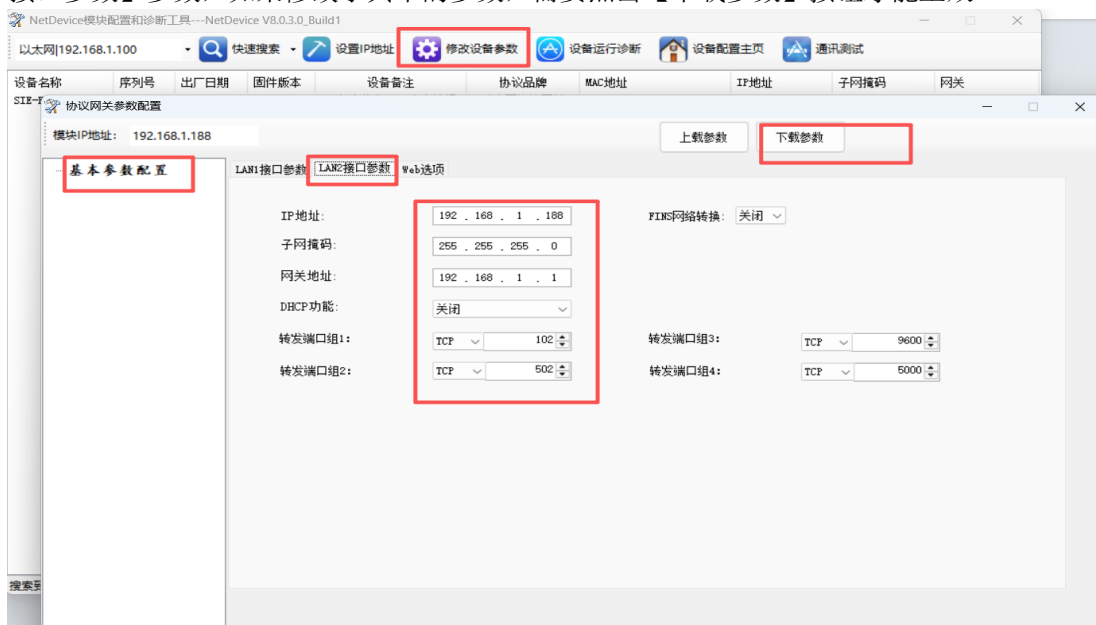 NetDevice模块配置和诊断工具---NetDevice V8.0.3.0_Build1
以太网|192.168.1.100 快速搜索 设置IP地址 修改设备参数 设备运行诊断 设备配置主页 通讯测试
设备名称 序列号 出厂日期 固件版本 设备备注 协议品牌 MAC地址 IP地址 子网掩码 网关
协议网关参数配置
模块IP地址: 192.168.1.188 上载参数 下载参数
基本参数配置 LAN1接口参数 LAN2接口参数 Web选项
IP地址: 192 . 168 . 1 . 188 FINS网络转换: 关闭
子网掩码: 255 . 255 . 255 . 0
网关地址: 192 . 168 . 1 . 1
DHCP功能: 关闭
转发端口组1: TCP 102 转发端口组3: TCP 9600
转发端口组2: TCP 502 转发端口组4: TCP 5000
搜索到